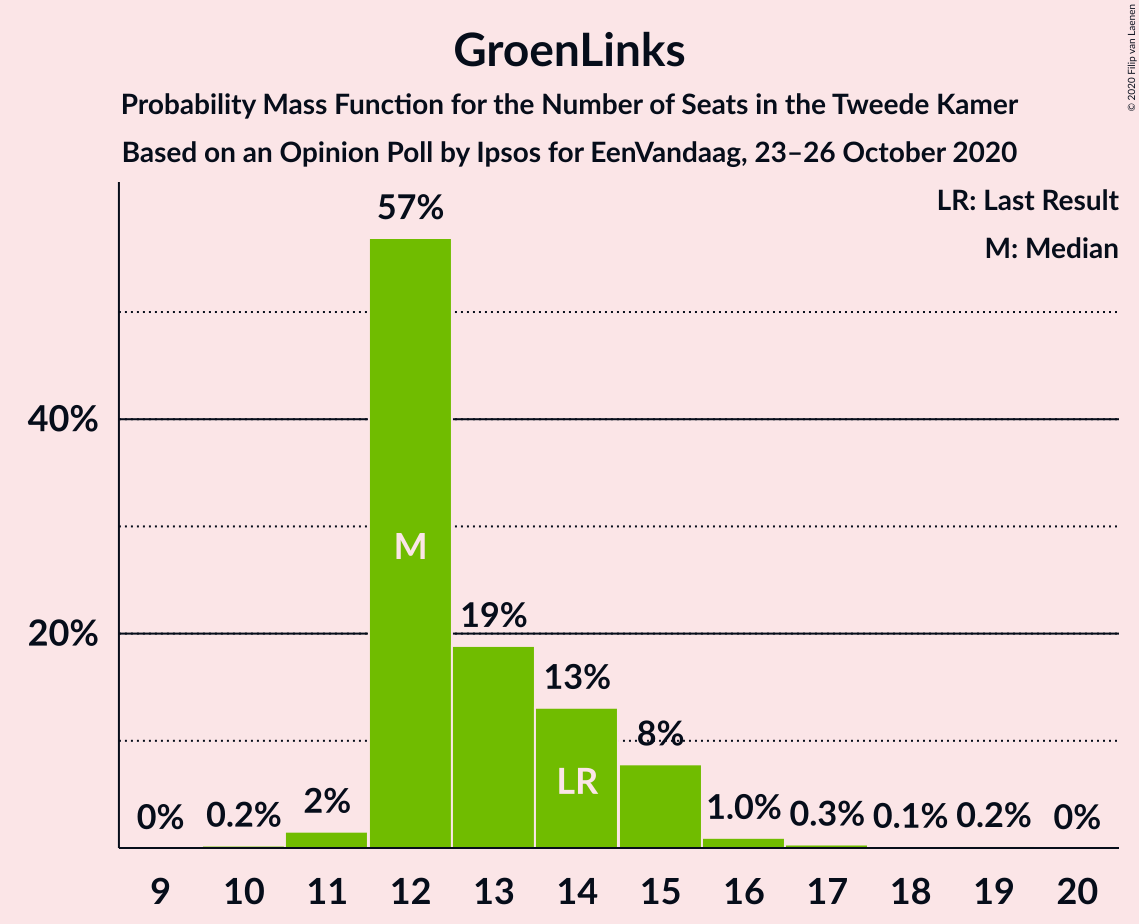 GroenLinks
Probability Mass Function for the Number of Seats in the Tweede Kamer
Based on an Opinion Poll by Ipsos for EenVandaag, 23–26 October 2020
© 2020 Filip van Laenen
LR: Last Result
M: Median
57%
40%
M
19%
20%
13%
8%
LR
0%
0.2%
2%
1.0%
0.3%
0.1%
0.2%
0%
9 10 11 12 13 14 15 16 17 18 19 20